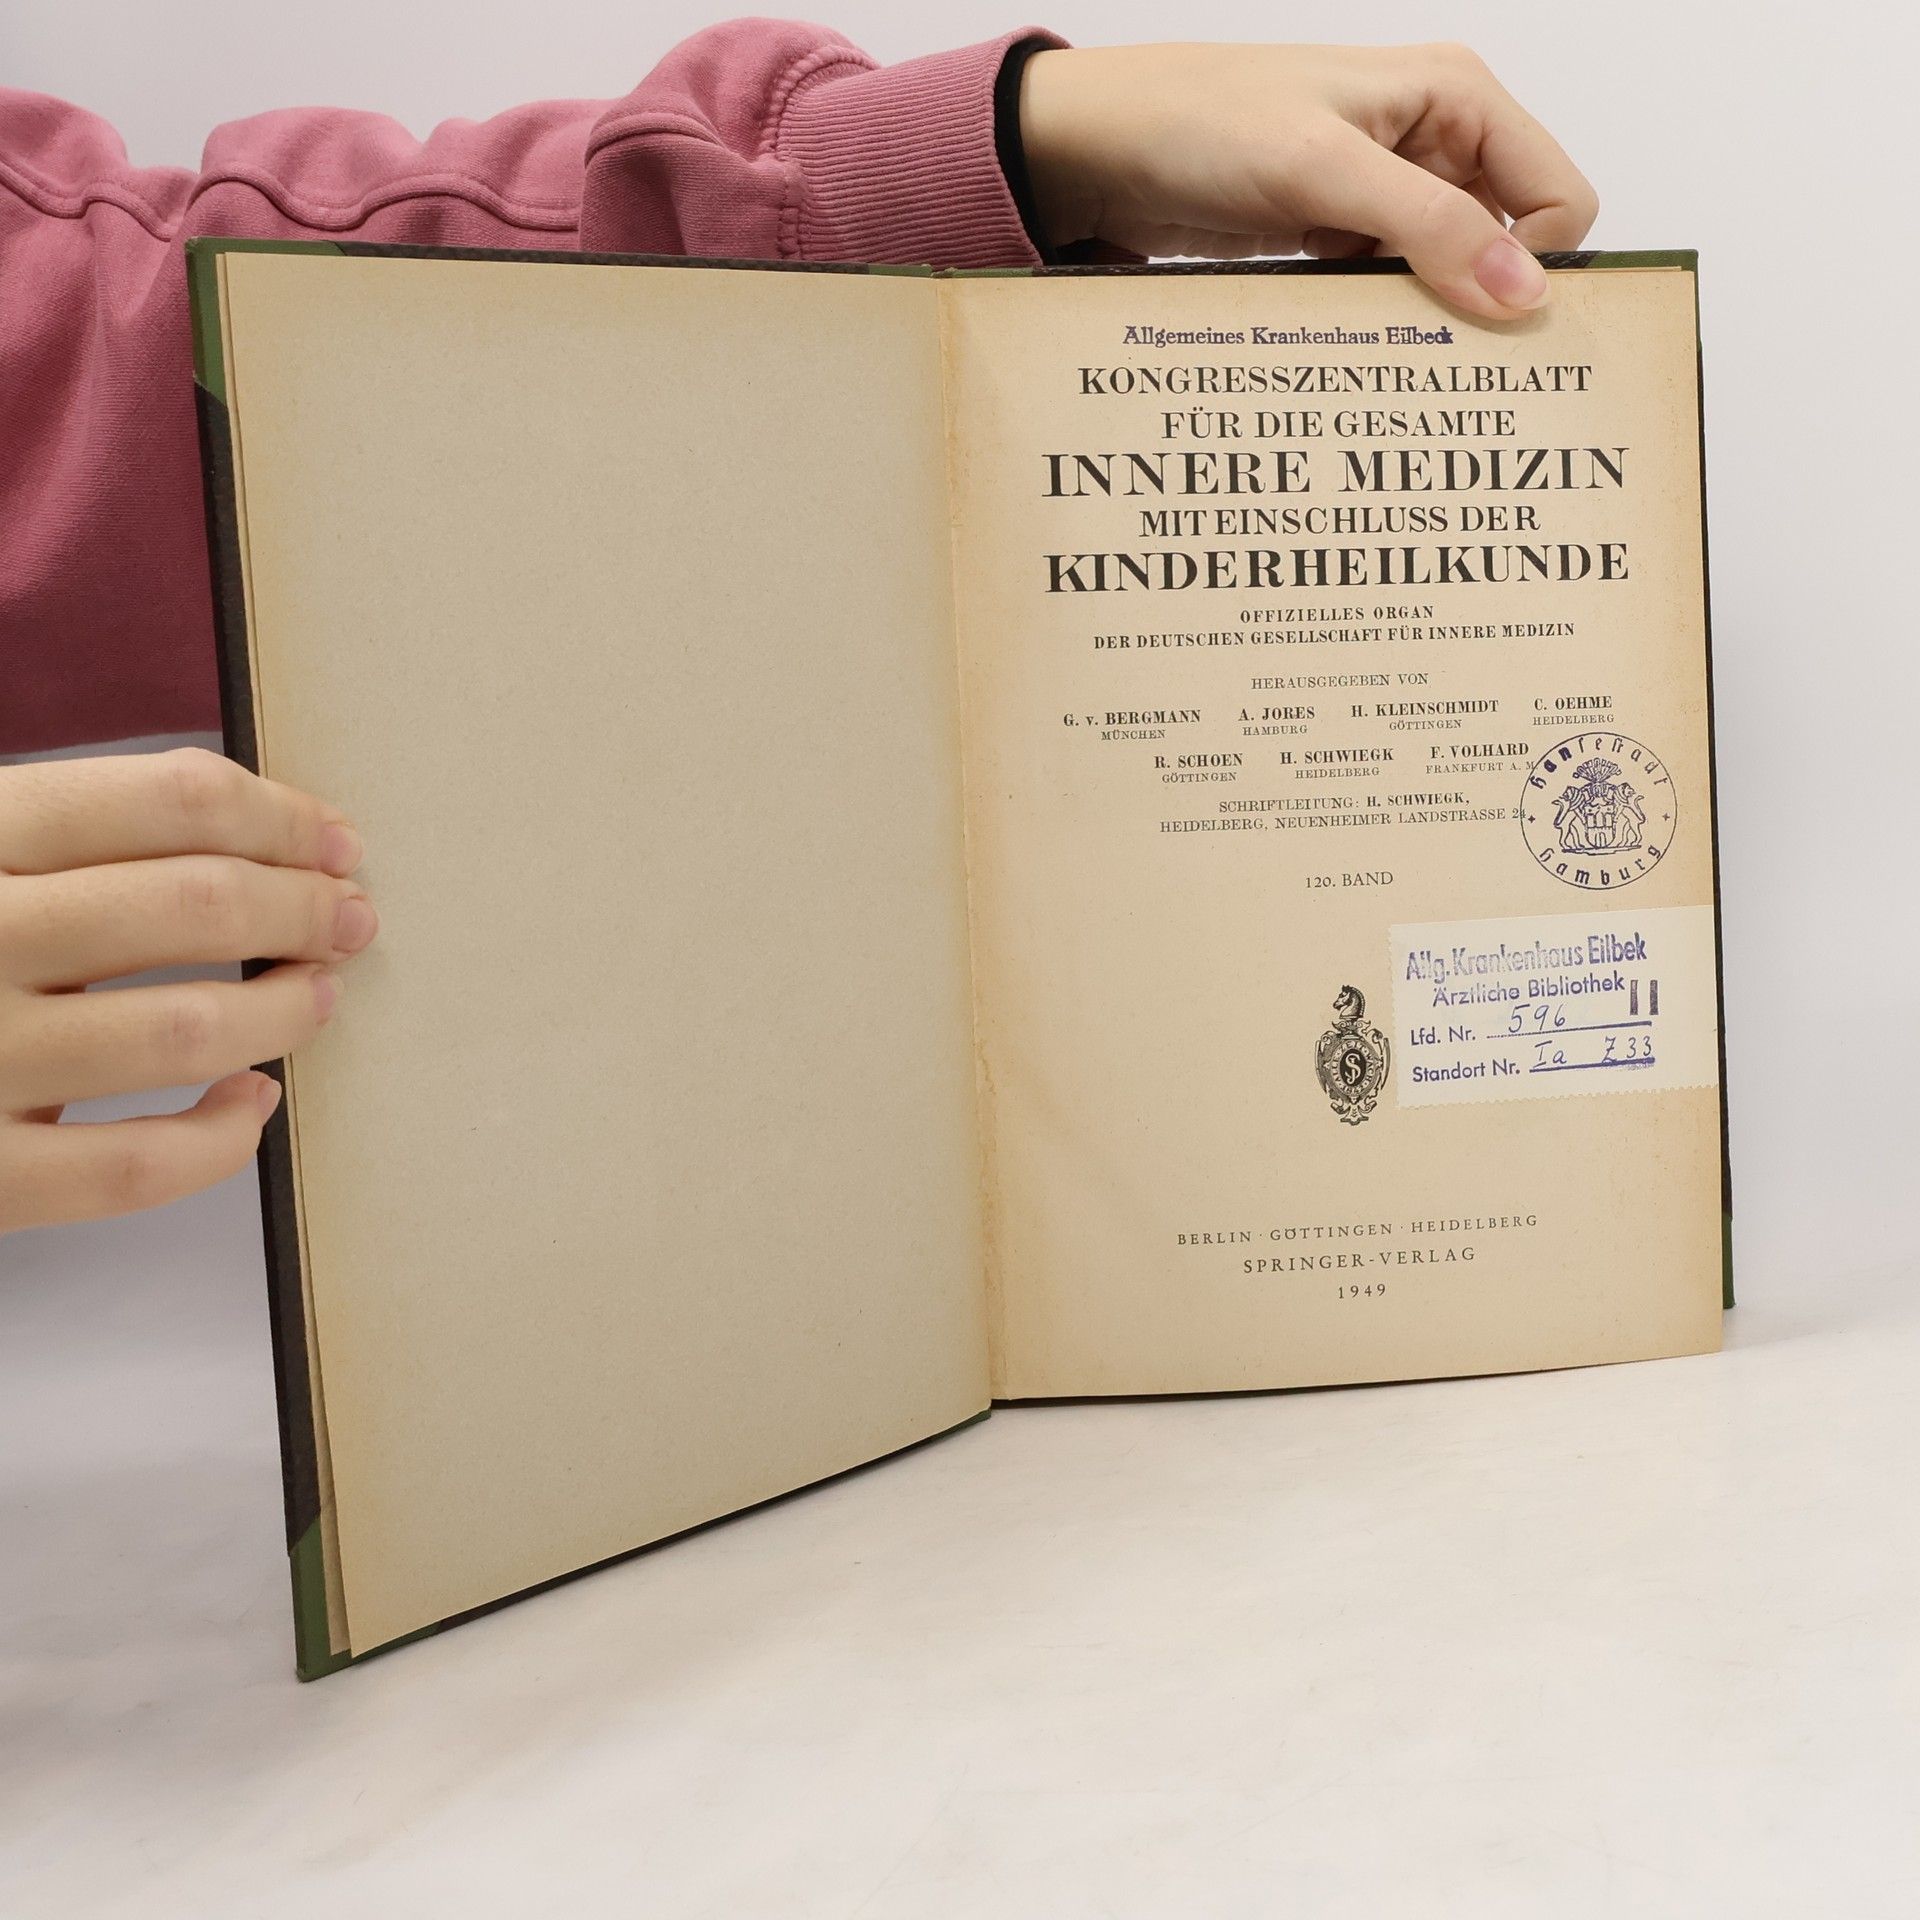 Allgemeines Krankenhaus Eilbeck
KONGRESSZENTRALBLATT
FÜR DIE GESAMTE
INNERE MEDIZIN
MIT EINSCHLUSS DER
KINDERHEILKUNDE
OFFIZIELLES ORGAN
DER DEUTSCHEN GESELLSCHAFT FÜR INNERE MEDIZIN
HERAUSGEGEBEN VON
G. v. BERGMANN A. JORES H. KLEINSCHMIDT C. OEHME
MÜNCHEN HAMBURG GÖTTINGEN HEIDELBERG
R. SCHOEN H. SCHWIEGK F. VOLHARD
GÖTTINGEN HEIDELBERG FRANKFURT A. M.
SCHRIFTLEITUNG: H. SCHWIEGK,
HEIDELBERG, NEUENHEIMER LANDSTRASSE 24
Hansestadt
Hamburg
120. BAND
Allg. Krankenhaus Eilbek
Ärztliche Bibliothek II
Lfd. Nr. 596
Standort Nr. Ia Z 33
BERLIN · GÖTTINGEN · HEIDELBERG
SPRINGER-VERLAG
1949